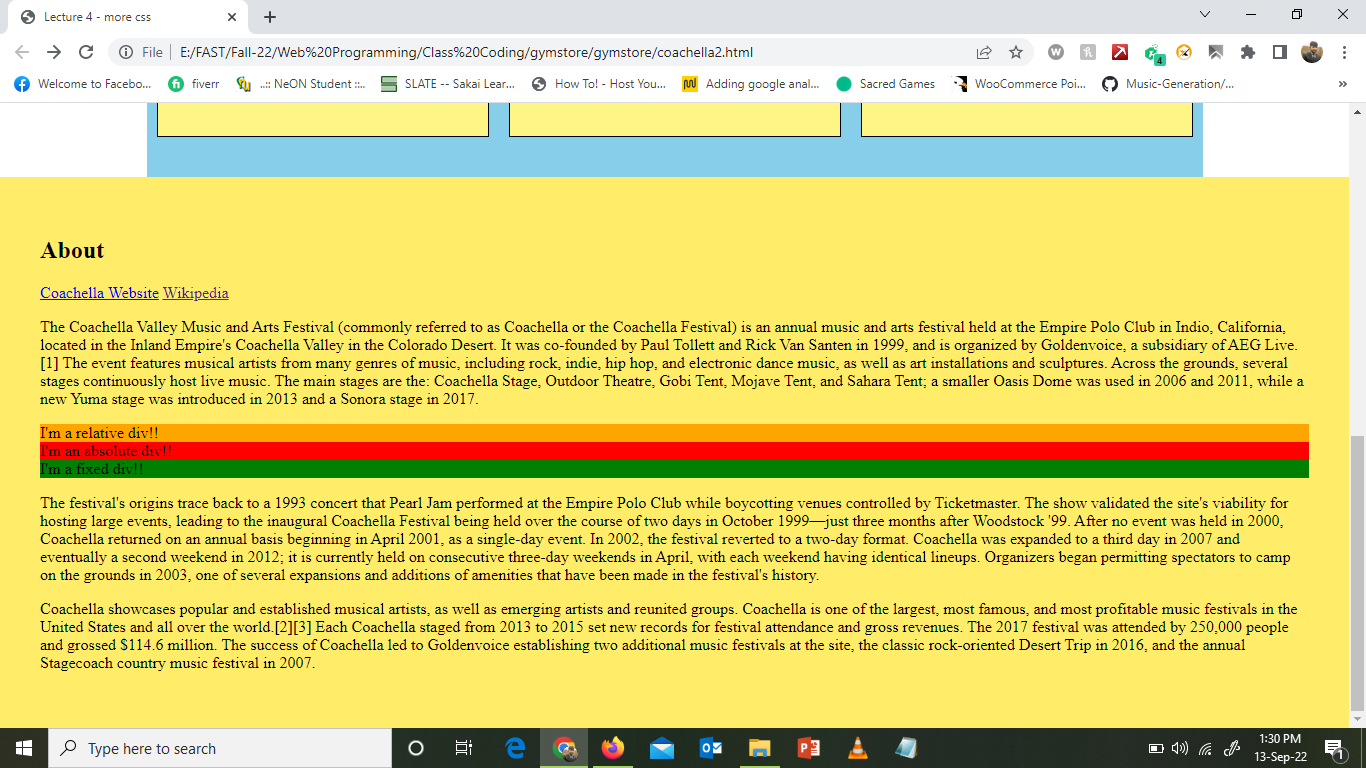 Lecture 4 - more css
File
E:/FAST/Fall-22/Web%20Programming/Class%20Coding/gymstore/gymstore/coachella2.html
W
4
Welcome to Facebo...
fiverr
..:: NeON Student ::..
SLATE -- Sakai Lear...
How To! - Host You...
Adding google anal...
Sacred Games
WooCommerce Poi...
Music-Generation/...
»
About
Coachella Website Wikipedia
The Coachella Valley Music and Arts Festival (commonly referred to as Coachella or the Coachella Festival) is an annual music and arts festival held at the Empire Polo Club in Indio, California,
located in the Inland Empire's Coachella Valley in the Colorado Desert. It was co-founded by Paul Tollett and Rick Van Santen in 1999, and is organized by Goldenvoice, a subsidiary of AEG Live.
[1] The event features musical artists from many genres of music, including rock, indie, hip hop, and electronic dance music, as well as art installations and sculptures. Across the grounds, several
stages continuously host live music. The main stages are the: Coachella Stage, Outdoor Theatre, Gobi Tent, Mojave Tent, and Sahara Tent; a smaller Oasis Dome was used in 2006 and 2011, while a
new Yuma stage was introduced in 2013 and a Sonora stage in 2017.
I'm a relative div!!
I'm an absolute div!!
I'm a fixed div!!
The festival's origins trace back to a 1993 concert that Pearl Jam performed at the Empire Polo Club while boycotting venues controlled by Ticketmaster. The show validated the site's viability for
hosting large events, leading to the inaugural Coachella Festival being held over the course of two days in October 1999—just three months after Woodstock '99. After no event was held in 2000,
Coachella returned on an annual basis beginning in April 2001, as a single-day event. In 2002, the festival reverted to a two-day format. Coachella was expanded to a third day in 2007 and
eventually a second weekend in 2012; it is currently held on consecutive three-day weekends in April, with each weekend having identical lineups. Organizers began permitting spectators to camp
on the grounds in 2003, one of several expansions and additions of amenities that have been made in the festival's history.
Coachella showcases popular and established musical artists, as well as emerging artists and reunited groups. Coachella is one of the largest, most famous, and most profitable music festivals in the
United States and all over the world.[2][3] Each Coachella staged from 2013 to 2015 set new records for festival attendance and gross revenues. The 2017 festival was attended by 250,000 people
and grossed $114.6 million. The success of Coachella led to Goldenvoice establishing two additional music festivals at the site, the classic rock-oriented Desert Trip in 2016, and the annual
Stagecoach country music festival in 2007.
Type here to search
1:30 PM
13-Sep-22
1